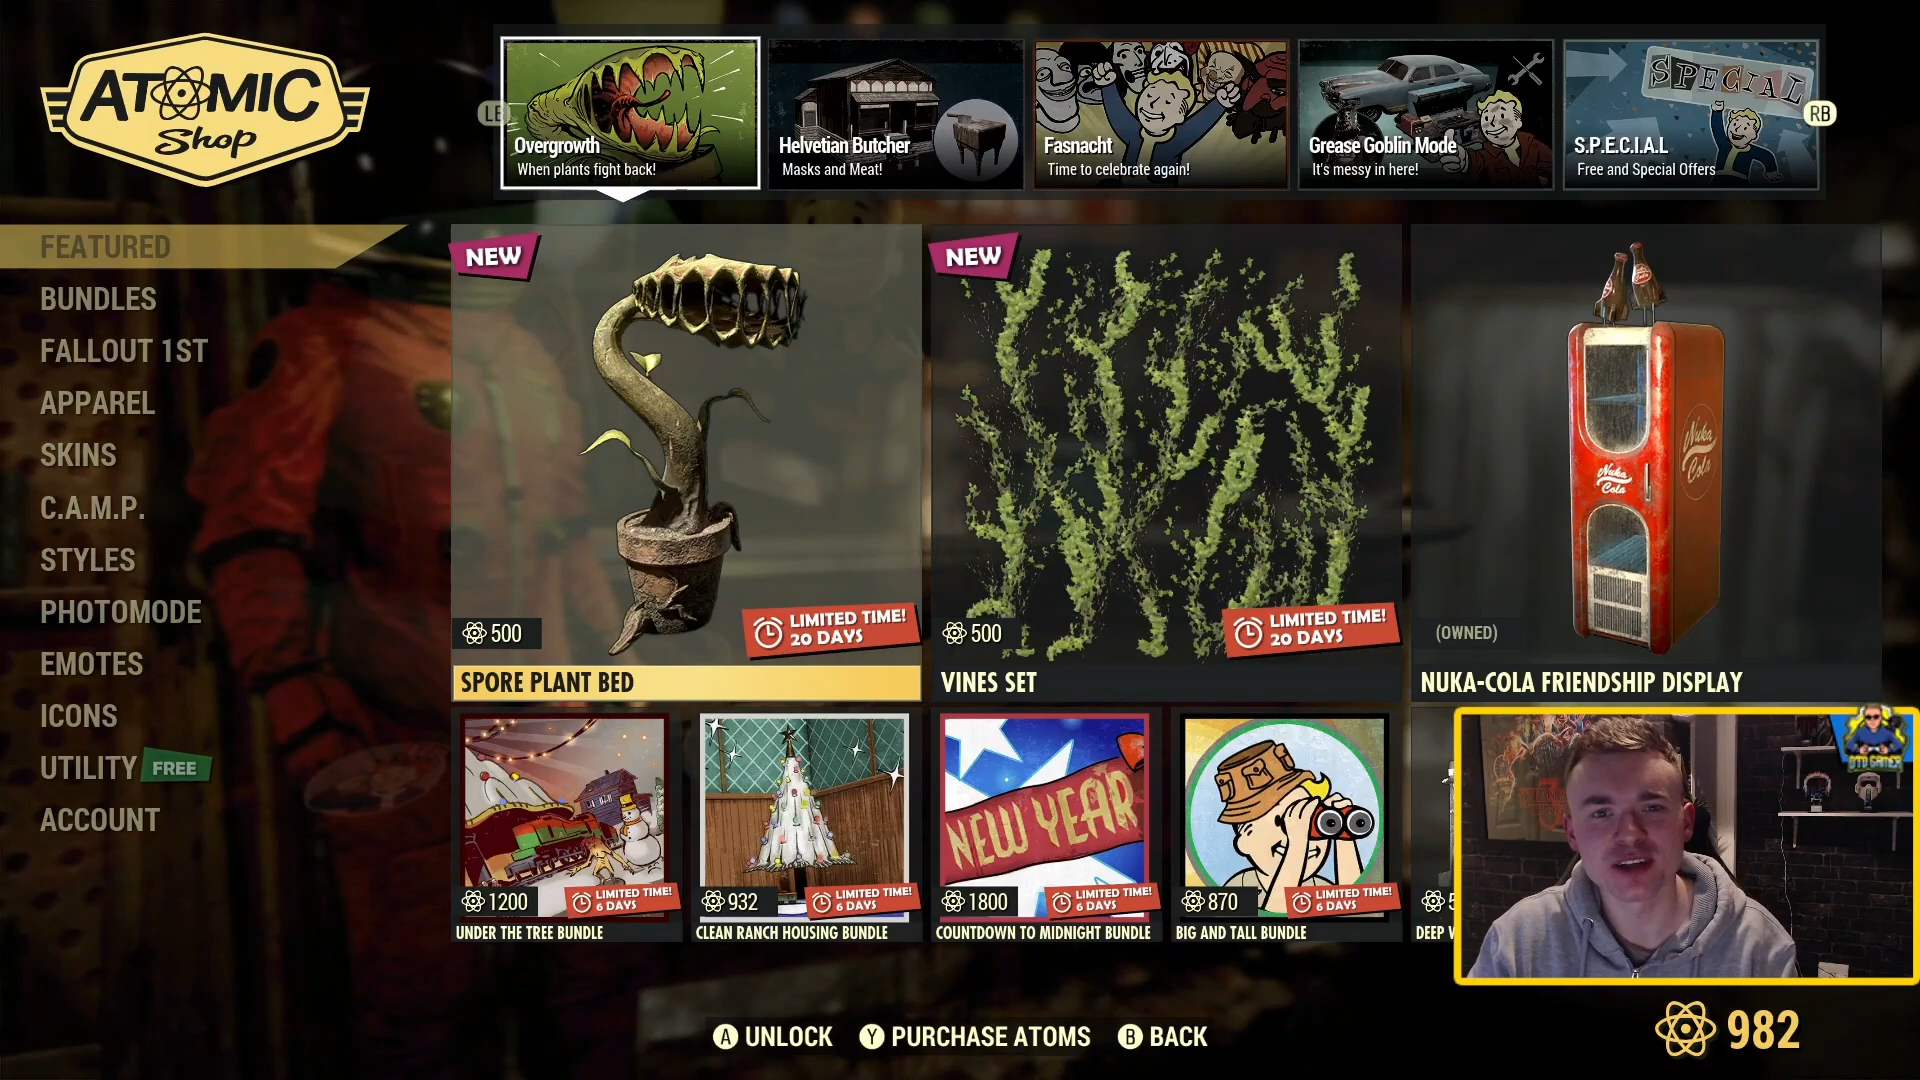 ATOMIC
Shop
LB
Overgrowth
When plants fight back!
Helvetian Butcher
Masks and Meat!
Fasnacht
Time to celebrate again!
Grease Goblin Mode
It's messy in here!
SPECIAL
S.P.E.C.I.A.L
Free and Special Offers
RB
FEATURED
BUNDLES
FALLOUT 1ST
APPAREL
SKINS
C.A.M.P.
STYLES
PHOTOMODE
EMOTES
ICONS
UTILITY FREE
ACCOUNT
NEW
500
LIMITED TIME!
20 DAYS
SPORE PLANT BED
NEW
500
LIMITED TIME!
20 DAYS
VINES SET
Nuka
Cola
Nuka
Cola
(OWNED)
NUKA-COLA FRIENDSHIP DISPLAY
1200
LIMITED TIME!
6 DAYS
UNDER THE TREE BUNDLE
932
LIMITED TIME!
6 DAYS
CLEAN RANCH HOUSING BUNDLE
NEW YEAR
1800
LIMITED TIME!
6 DAYS
COUNTDOWN TO MIDNIGHT BUNDLE
870
LIMITED TIME!
6 DAYS
BIG AND TALL BUNDLE
DEEP
GAMER
A UNLOCK
Y PURCHASE ATOMS
B BACK
982